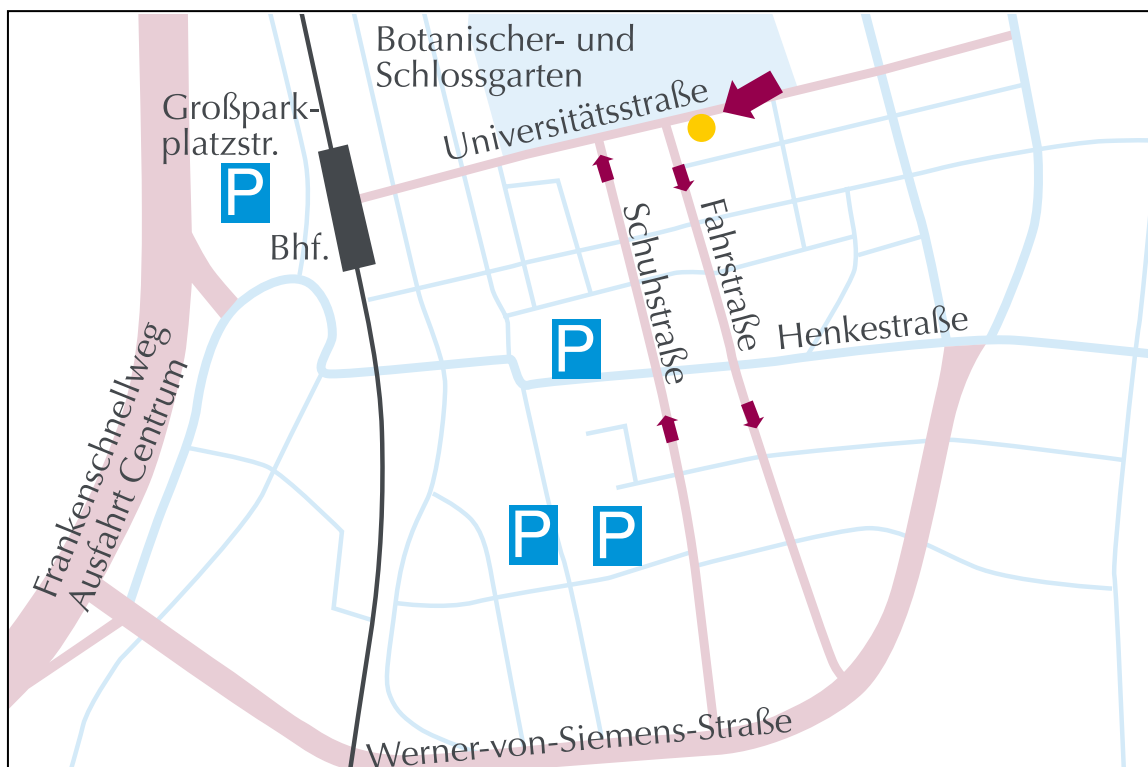 Botanischer- und
Schlossgarten
Großpark-
platzstr.
P
Bhf.
Universitätsstraße
Schuhstraße
Fahrstraße
Henkestraße
P
Frankenschnellweg
Ausfahrt Centrum
P
P
Werner-von-Siemens-Straße